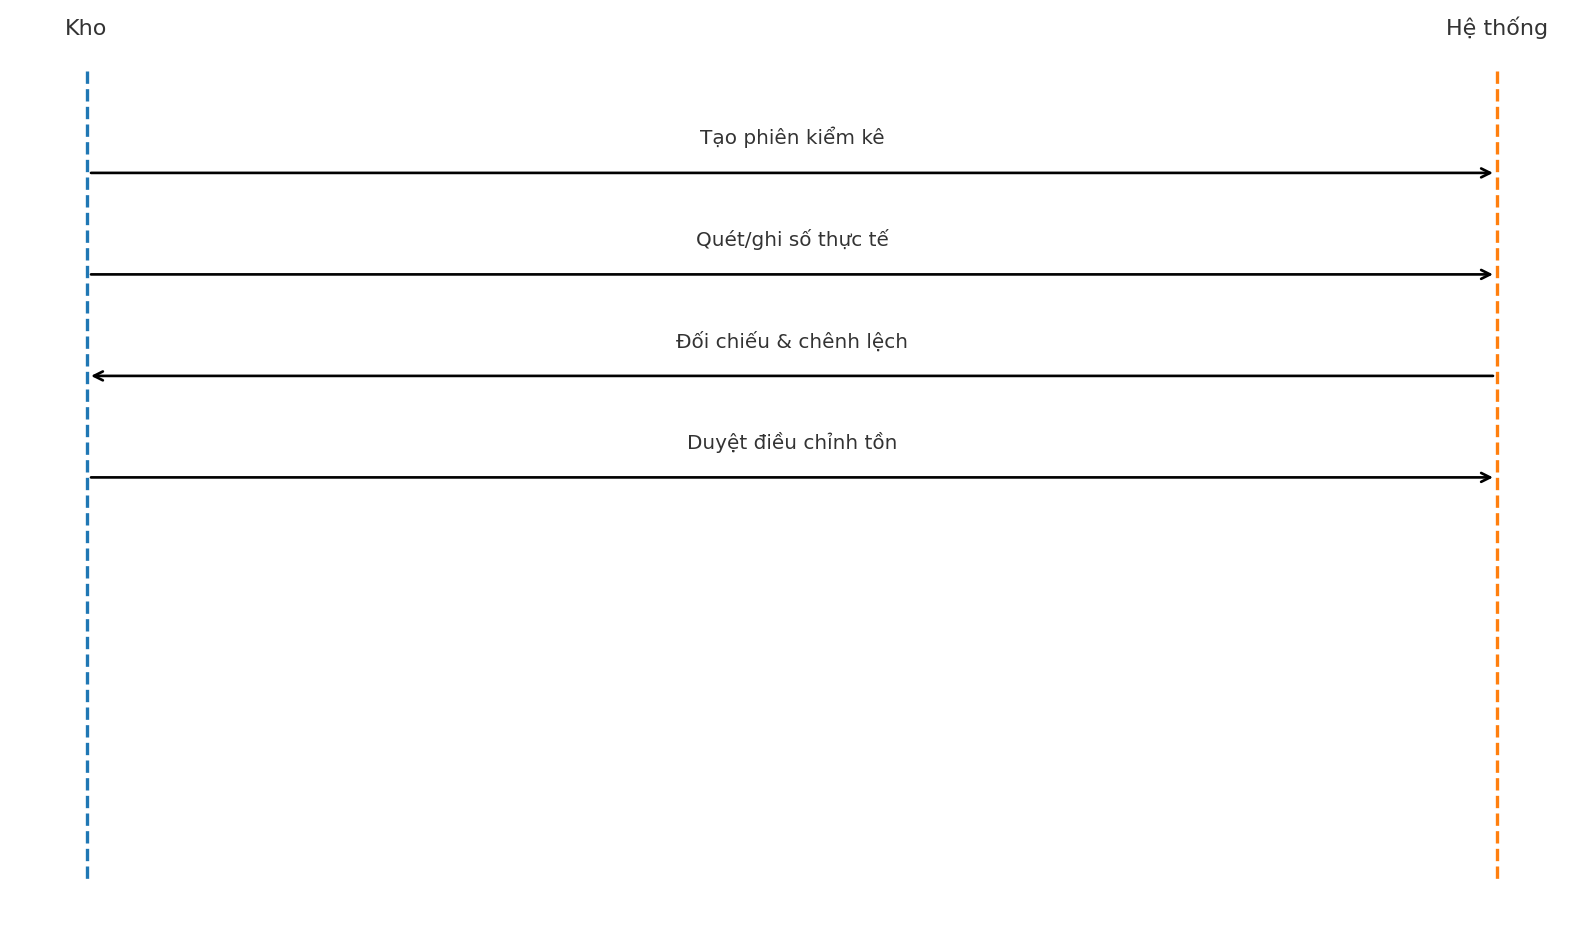 Kho
Hệ thống
Tạo phiên kiểm kê
Quét/ghi số thực tế
Đối chiếu & chênh lệch
Duyệt điều chỉnh tồn